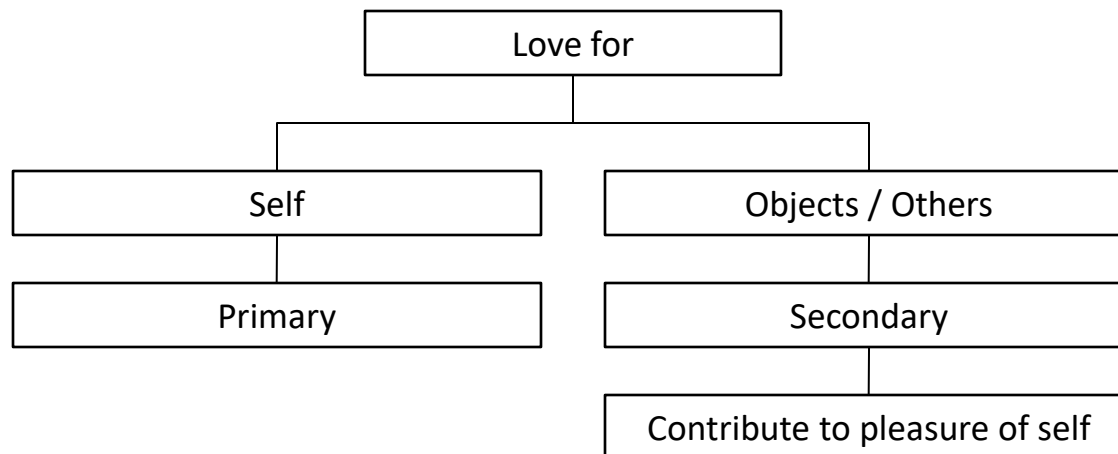 Love for
Self
Objects / Others
Primary
Secondary
Contribute to pleasure of self